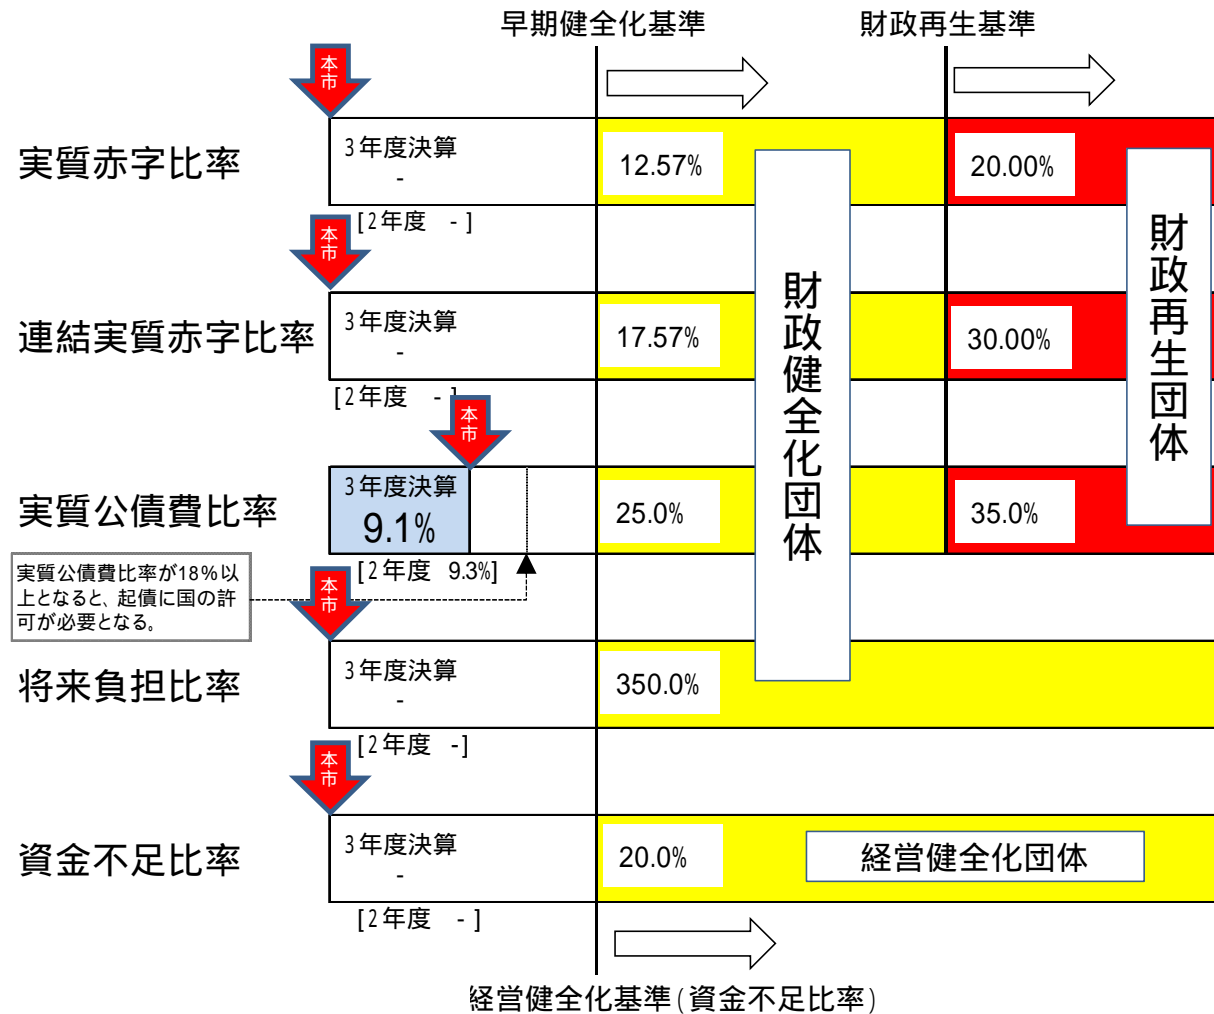 早期健全化基準
財政再生基準
本市
実質赤字比率
3年度決算
-
12.57%
20.00%
[2年度 -]
本市
連結実質赤字比率
3年度決算
-
17.57%
30.00%
[2年度 -]
本市
実質公債費比率
3年度決算
9.1%
25.0%
35.0%
[2年度 9.3%]
実質公債費比率が18%以
上となると、起債に国の許
可が必要となる。
財政健全化団体
財政再生団体
本市
将来負担比率
3年度決算
-
350.0%
[2年度 -]
本市
資金不足比率
3年度決算
-
20.0%
経営健全化団体
[2年度 -]
経営健全化基準(資金不足比率)